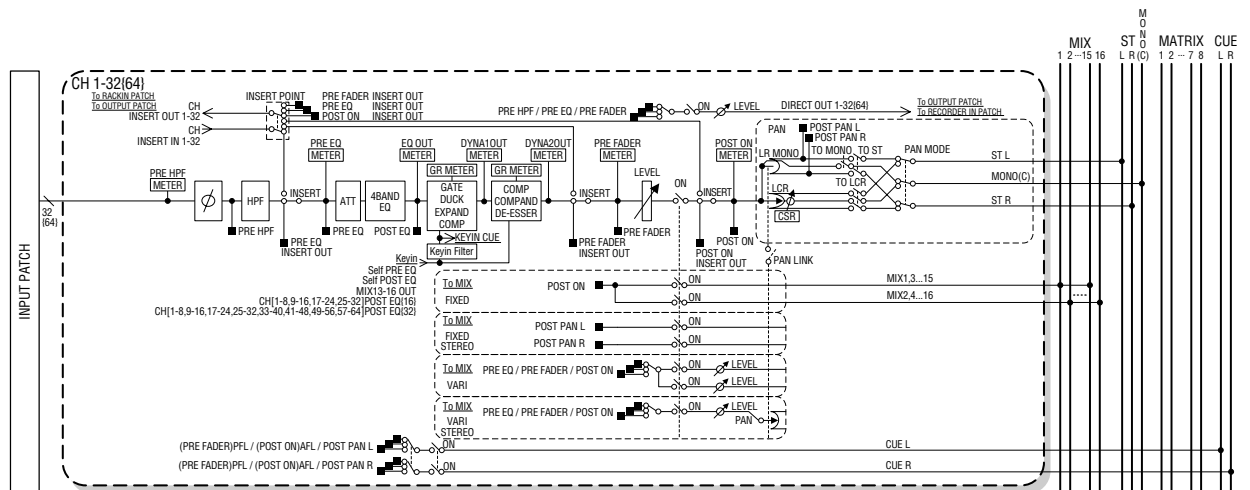 M
O
N
O
MIX
ST
MATRIX
CUE
1 2 ··· 15 16
L R (C)
1 2 ··· 7 8
L R
CH 1-32{64}
To RACKIN PATCH
To OUTPUT PATCH
CH
INSERT OUT 1-32
CH
INSERT IN 1-32
INSERT POINT
PRE FADER INSERT OUT
PRE EQ INSERT OUT
POST ON INSERT OUT
PRE HPF / PRE EQ / PRE FADER
ON
LEVEL
DIRECT OUT 1-32{64}
To OUTPUT PATCH
To RECORDER IN PATCH
PAN
POST PAN L
POST PAN R
LR MONO
TO MONO
TO ST
PAN MODE
ST L
MONO(C)
ST R
LCR
TO LCR
CSR
PRE HPF
METER
PRE EQ
METER
EQ OUT
METER
DYNA1OUT
METER
DYNA2OUT
METER
PRE FADER
METER
POST ON
METER
GR METER
GR METER
LEVEL
ON
32
{64}
INPUT PATCH
Ø
HPF
INSERT
ATT
4BAND
EQ
GATE
DUCK
EXPAND
COMP
COMP
COMPAND
DE-ESSER
INSERT
INSERT
PRE HPF
PRE EQ
INSERT OUT
PRE EQ
POST EQ
KEYIN CUE
Keyin Filter
PRE FADER
INSERT OUT
PRE FADER
POST ON
INSERT OUT
POST ON
PAN LINK
Keyin
Self PRE EQ
Self POST EQ
MIX13-16 OUT
CH[1-8,9-16,17-24,25-32]POST EQ{16}
CH[1-8,9-16,17-24,25-32,33-40,41-48,49-56,57-64]POST EQ{32}
To MIX
FIXED
POST ON
ON
MIX1,3...15
ON
MIX2,4...16
To MIX
FIXED
STEREO
POST PAN L
ON
POST PAN R
ON
To MIX
VARI
PRE EQ / PRE FADER / POST ON
ON
LEVEL
ON
LEVEL
To MIX
VARI
STEREO
PRE EQ / PRE FADER / POST ON
ON
LEVEL
PAN
(PRE FADER)PFL / (POST ON)AFL / POST PAN L
ON
CUE L
(PRE FADER)PFL / (POST ON)AFL / POST PAN R
ON
CUE R